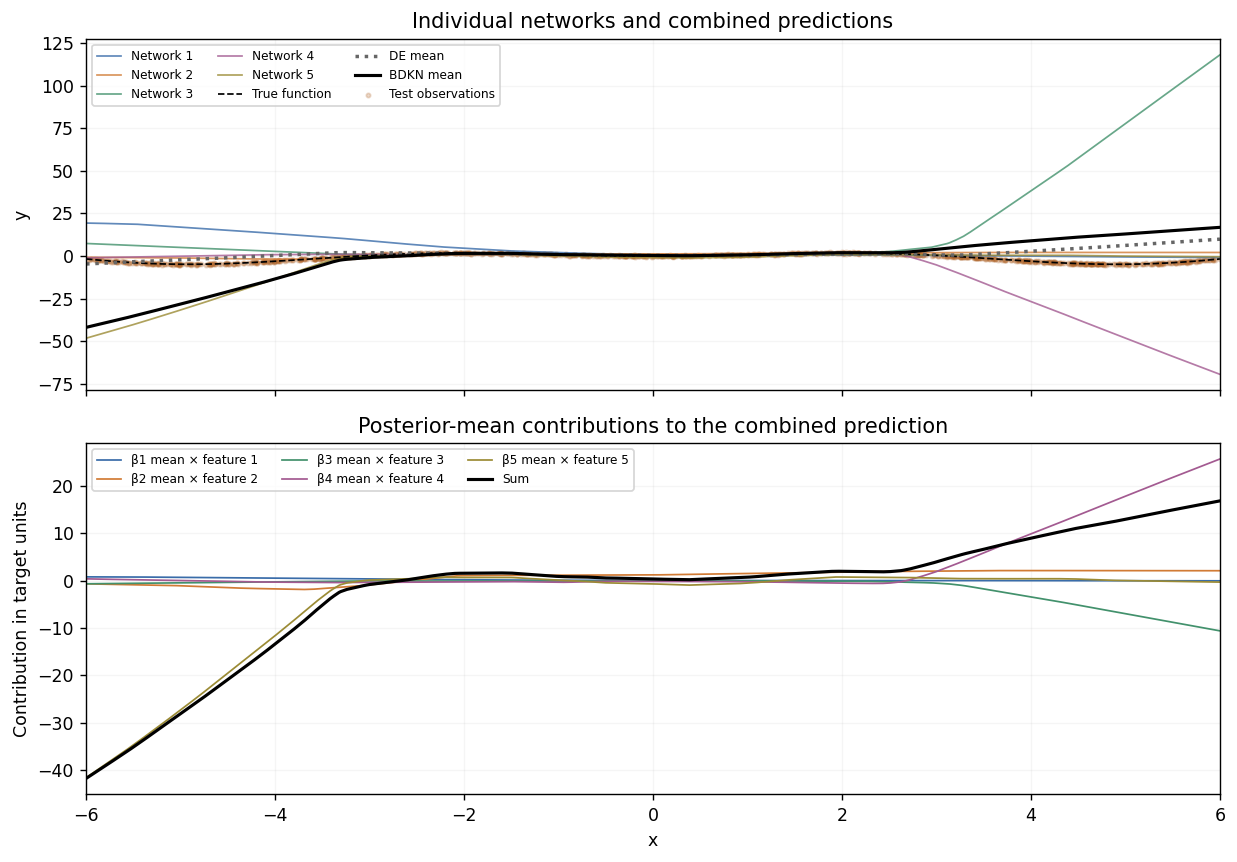 Individual networks and combined predictions
125
100
75
50
25
0
−25
−50
−75
y
Network 1
Network 2
Network 3
Network 4
Network 5
True function
DE mean
BDKN mean
Test observations
Posterior-mean contributions to the combined prediction
20
10
0
−10
−20
−30
−40
Contribution in target units
β1 mean × feature 1
β2 mean × feature 2
β3 mean × feature 3
β4 mean × feature 4
β5 mean × feature 5
Sum
−6
−4
−2
0
2
4
6
x